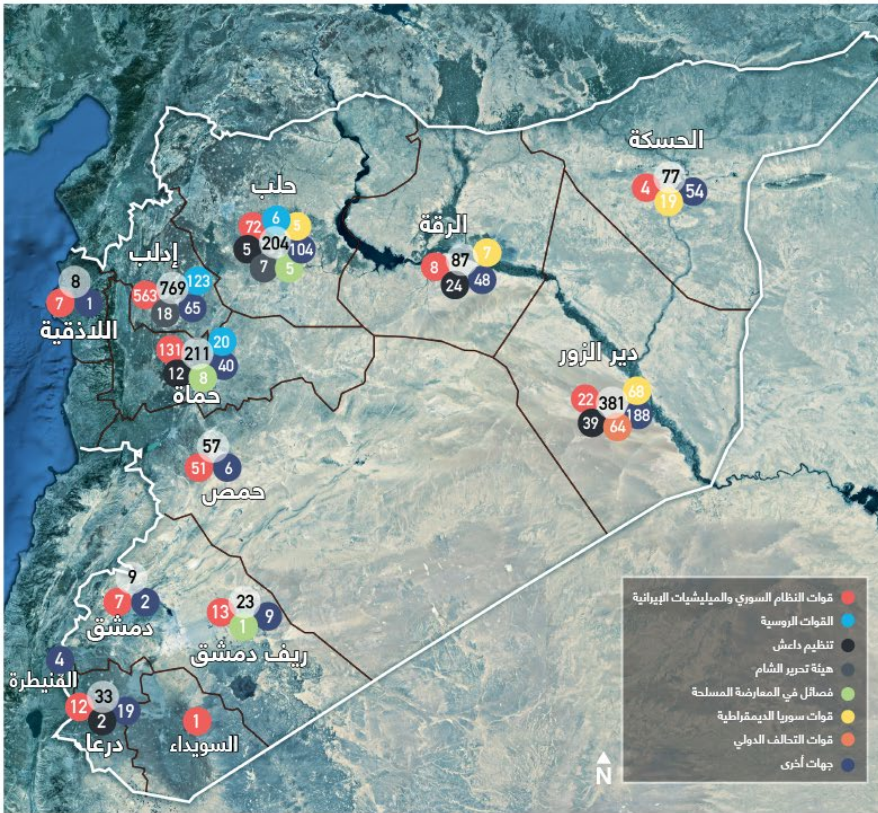 الحسكة
77
4
54
19
حلب
6
72
5
204
5
104
7
5
الرقة
87
7
8
48
24
إدلب
769
123
563
65
18
8
7
1
اللاذقية
211
20
131
40
12
8
حماة
دير الزور
68
22
381
188
39
64
57
51
6
حمص
9
7
2
دمشق
23
13
9
1
ريف دمشق
4
القنيطرة
33
12
19
2
درعا
1
السويداء
قوات النظام السوري والميليشيات الإيرانية
القوات الروسية
تنظيم داعش
هيئة تحرير الشام
فصائل في المعارضة المسلحة
قوات سوريا الديمقراطية
قوات التحالف الدولي
جهات أخرى
N